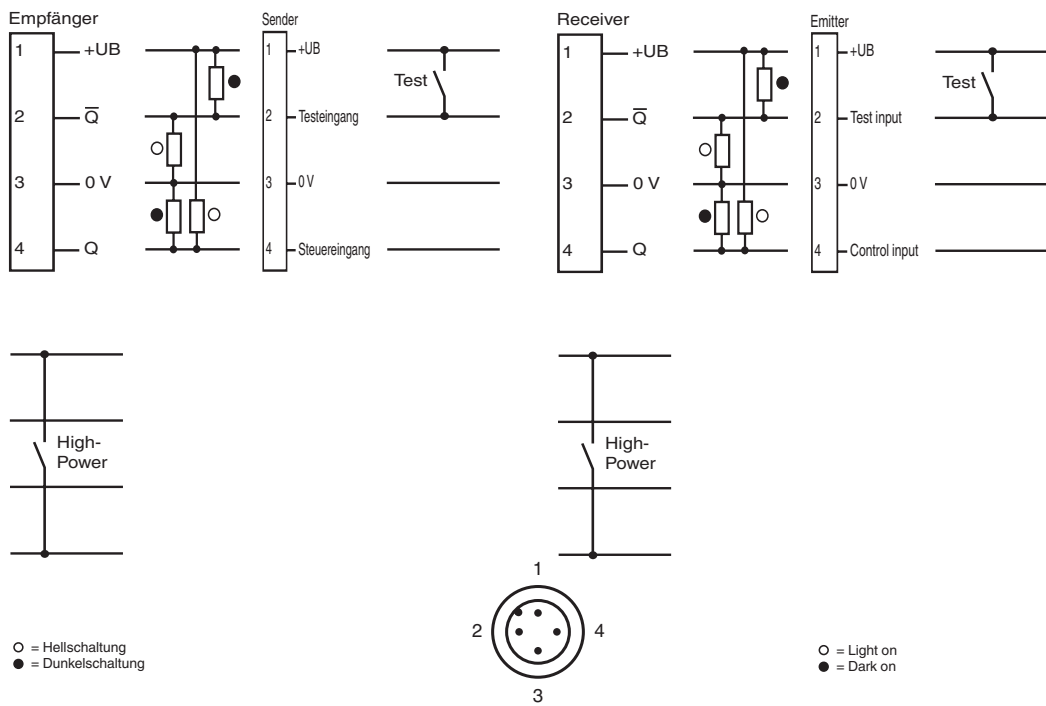 Empfänger
1 +UB
2 Q̅
3 0 V
4 Q
Sender
1 +UB
2 Testeingang
3 0 V
4 Steuereingang
Test
Receiver
1 +UB
2 Q̅
3 0 V
4 Q
Emitter
1 +UB
2 Test input
3 0 V
4 Control input
Test
High-
Power
High-
Power
1
2 4
3
= Hellschaltung
= Dunkelschaltung
= Light on
= Dark on